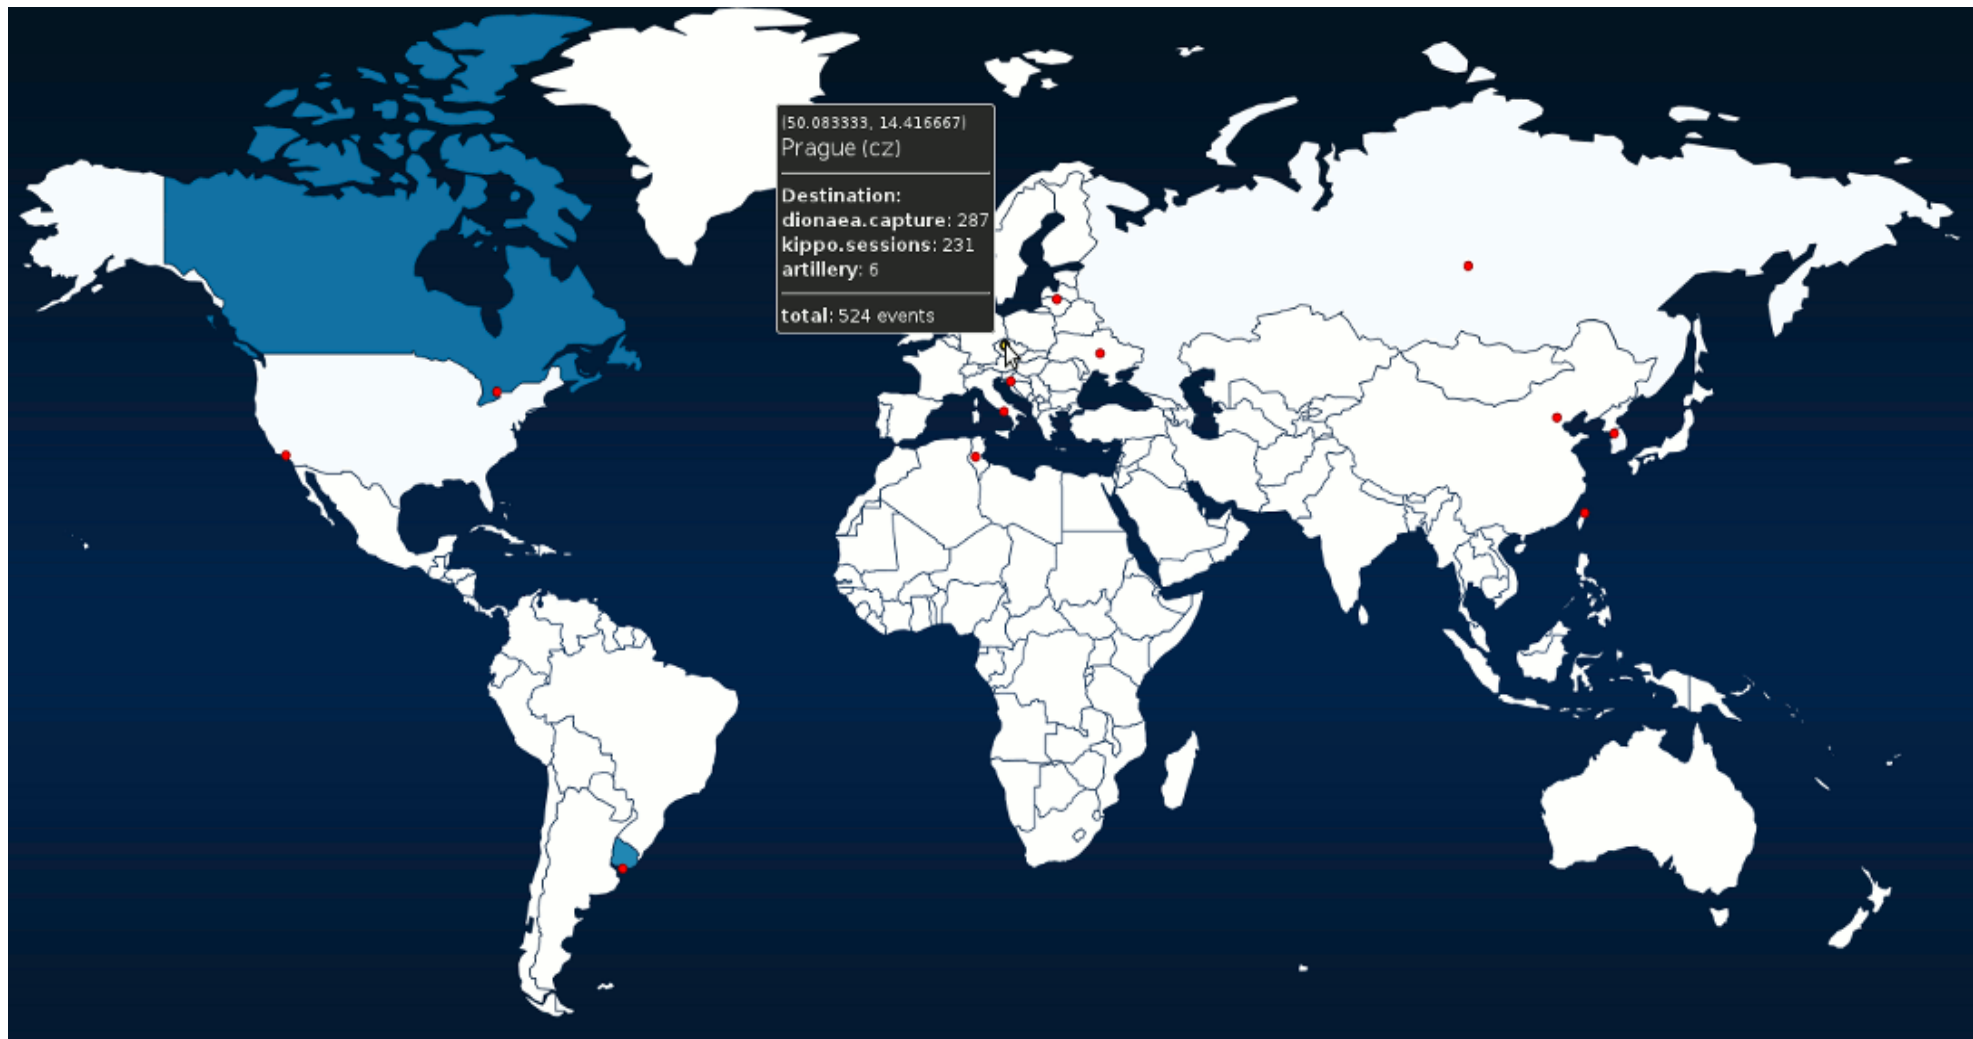 (50.083333, 14.416667)
Prague (cz)
Destination:
dionaea.capture: 287
kippo.sessions: 231
artillery: 6
total: 524 events